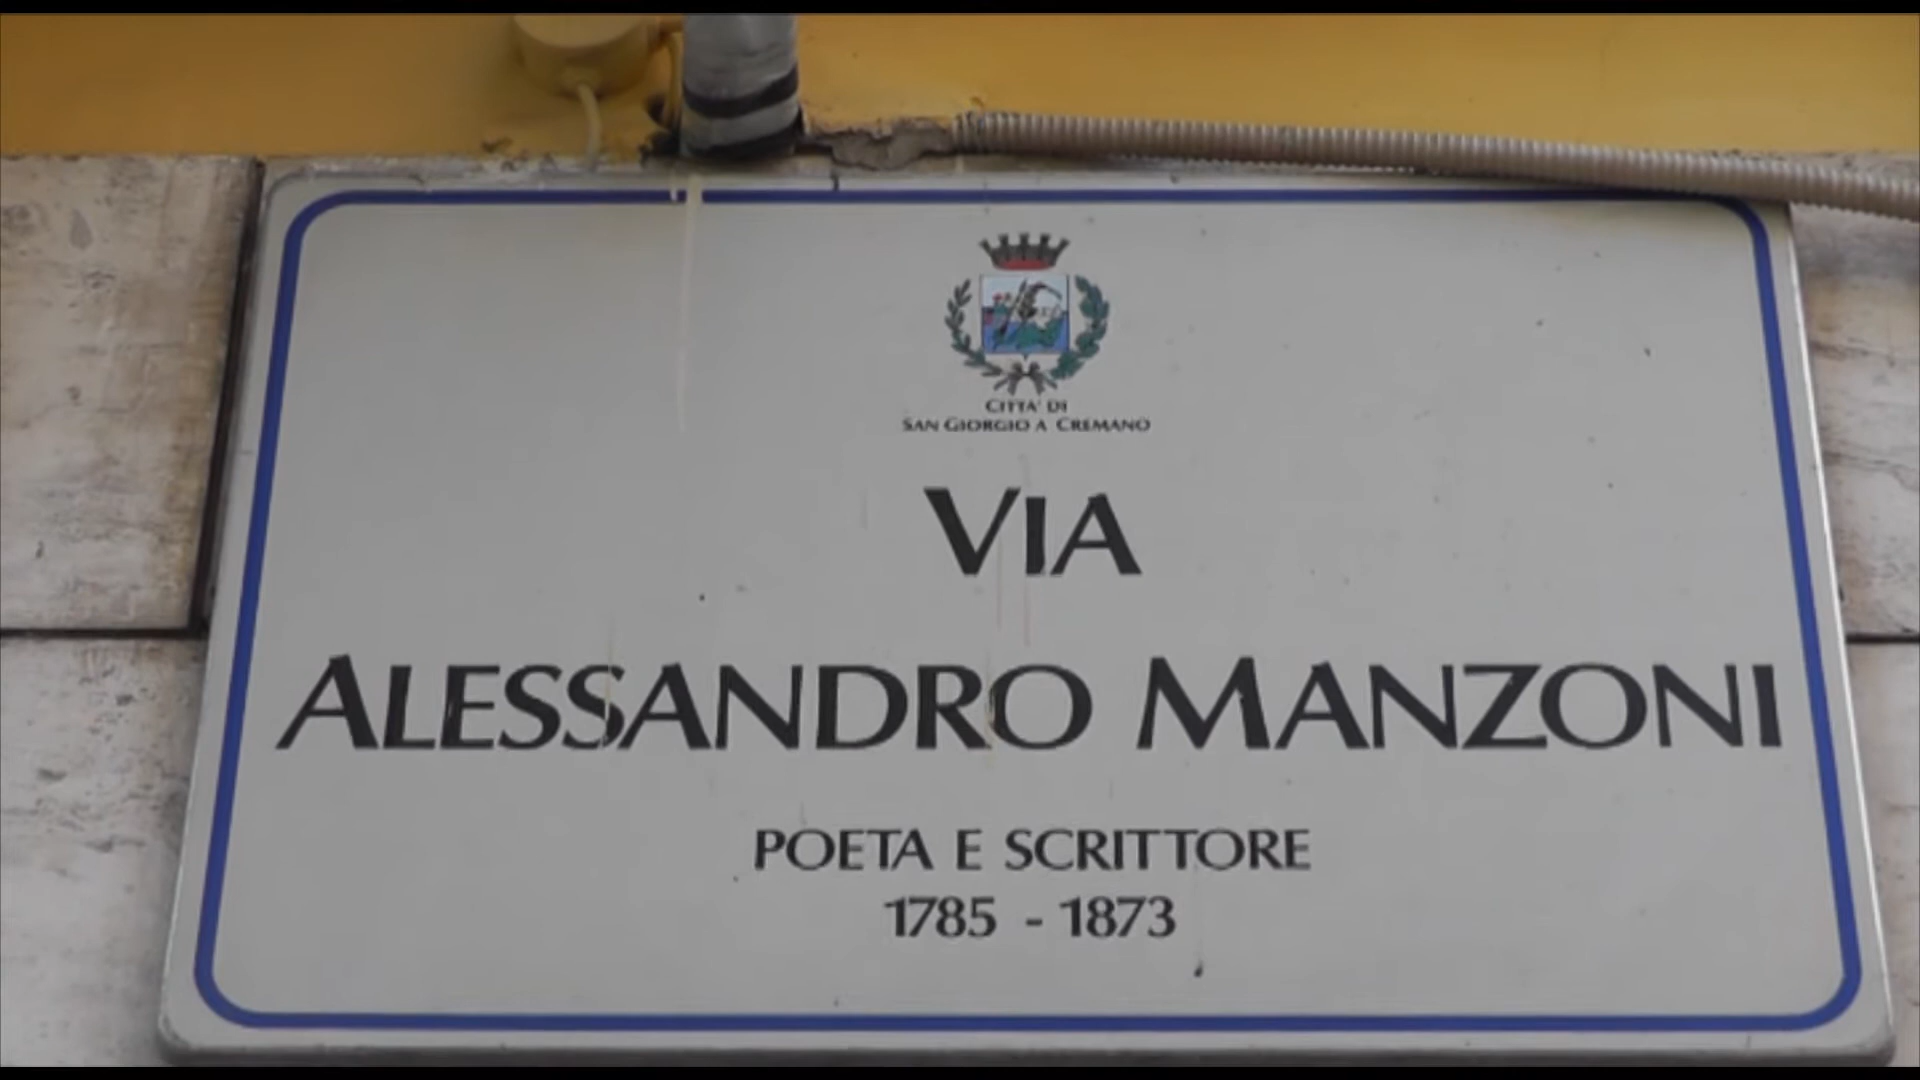 CITTA' DI
SAN GIORGIO A CREMANO
VIA
ALESSANDRO MANZONI
POETA E SCRITTORE
1785 - 1873